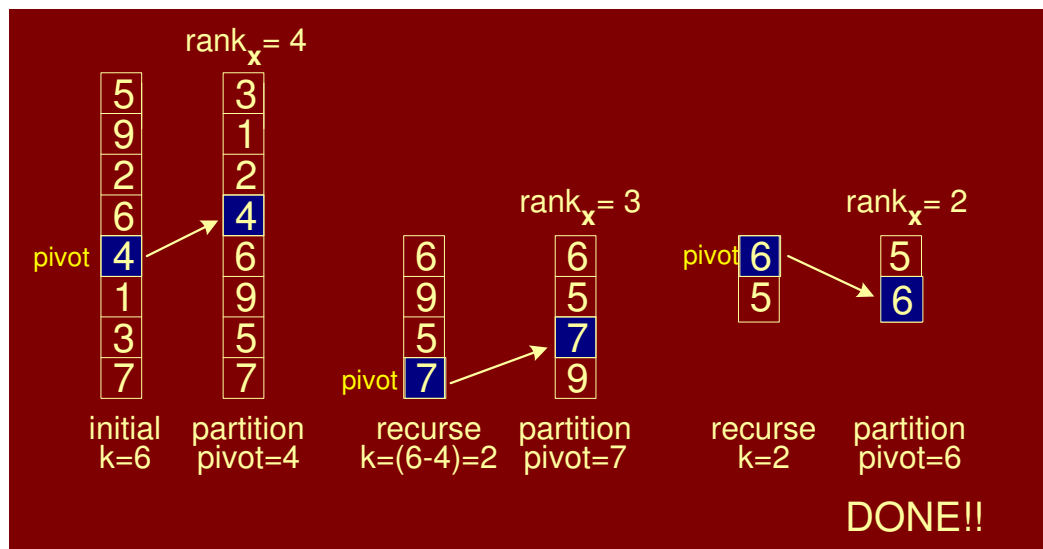 rankx= 4
5
9
2
6
pivot 4
1
3
7
initial
k=6
3
1
2
4
6
9
5
7
partition
pivot=4
6
9
5
pivot 7
recurse
k=(6-4)=2
rankx= 3
6
5
7
9
partition
pivot=7
pivot 6
5
recurse
k=2
rankx= 2
5
6
partition
pivot=6
DONE!!